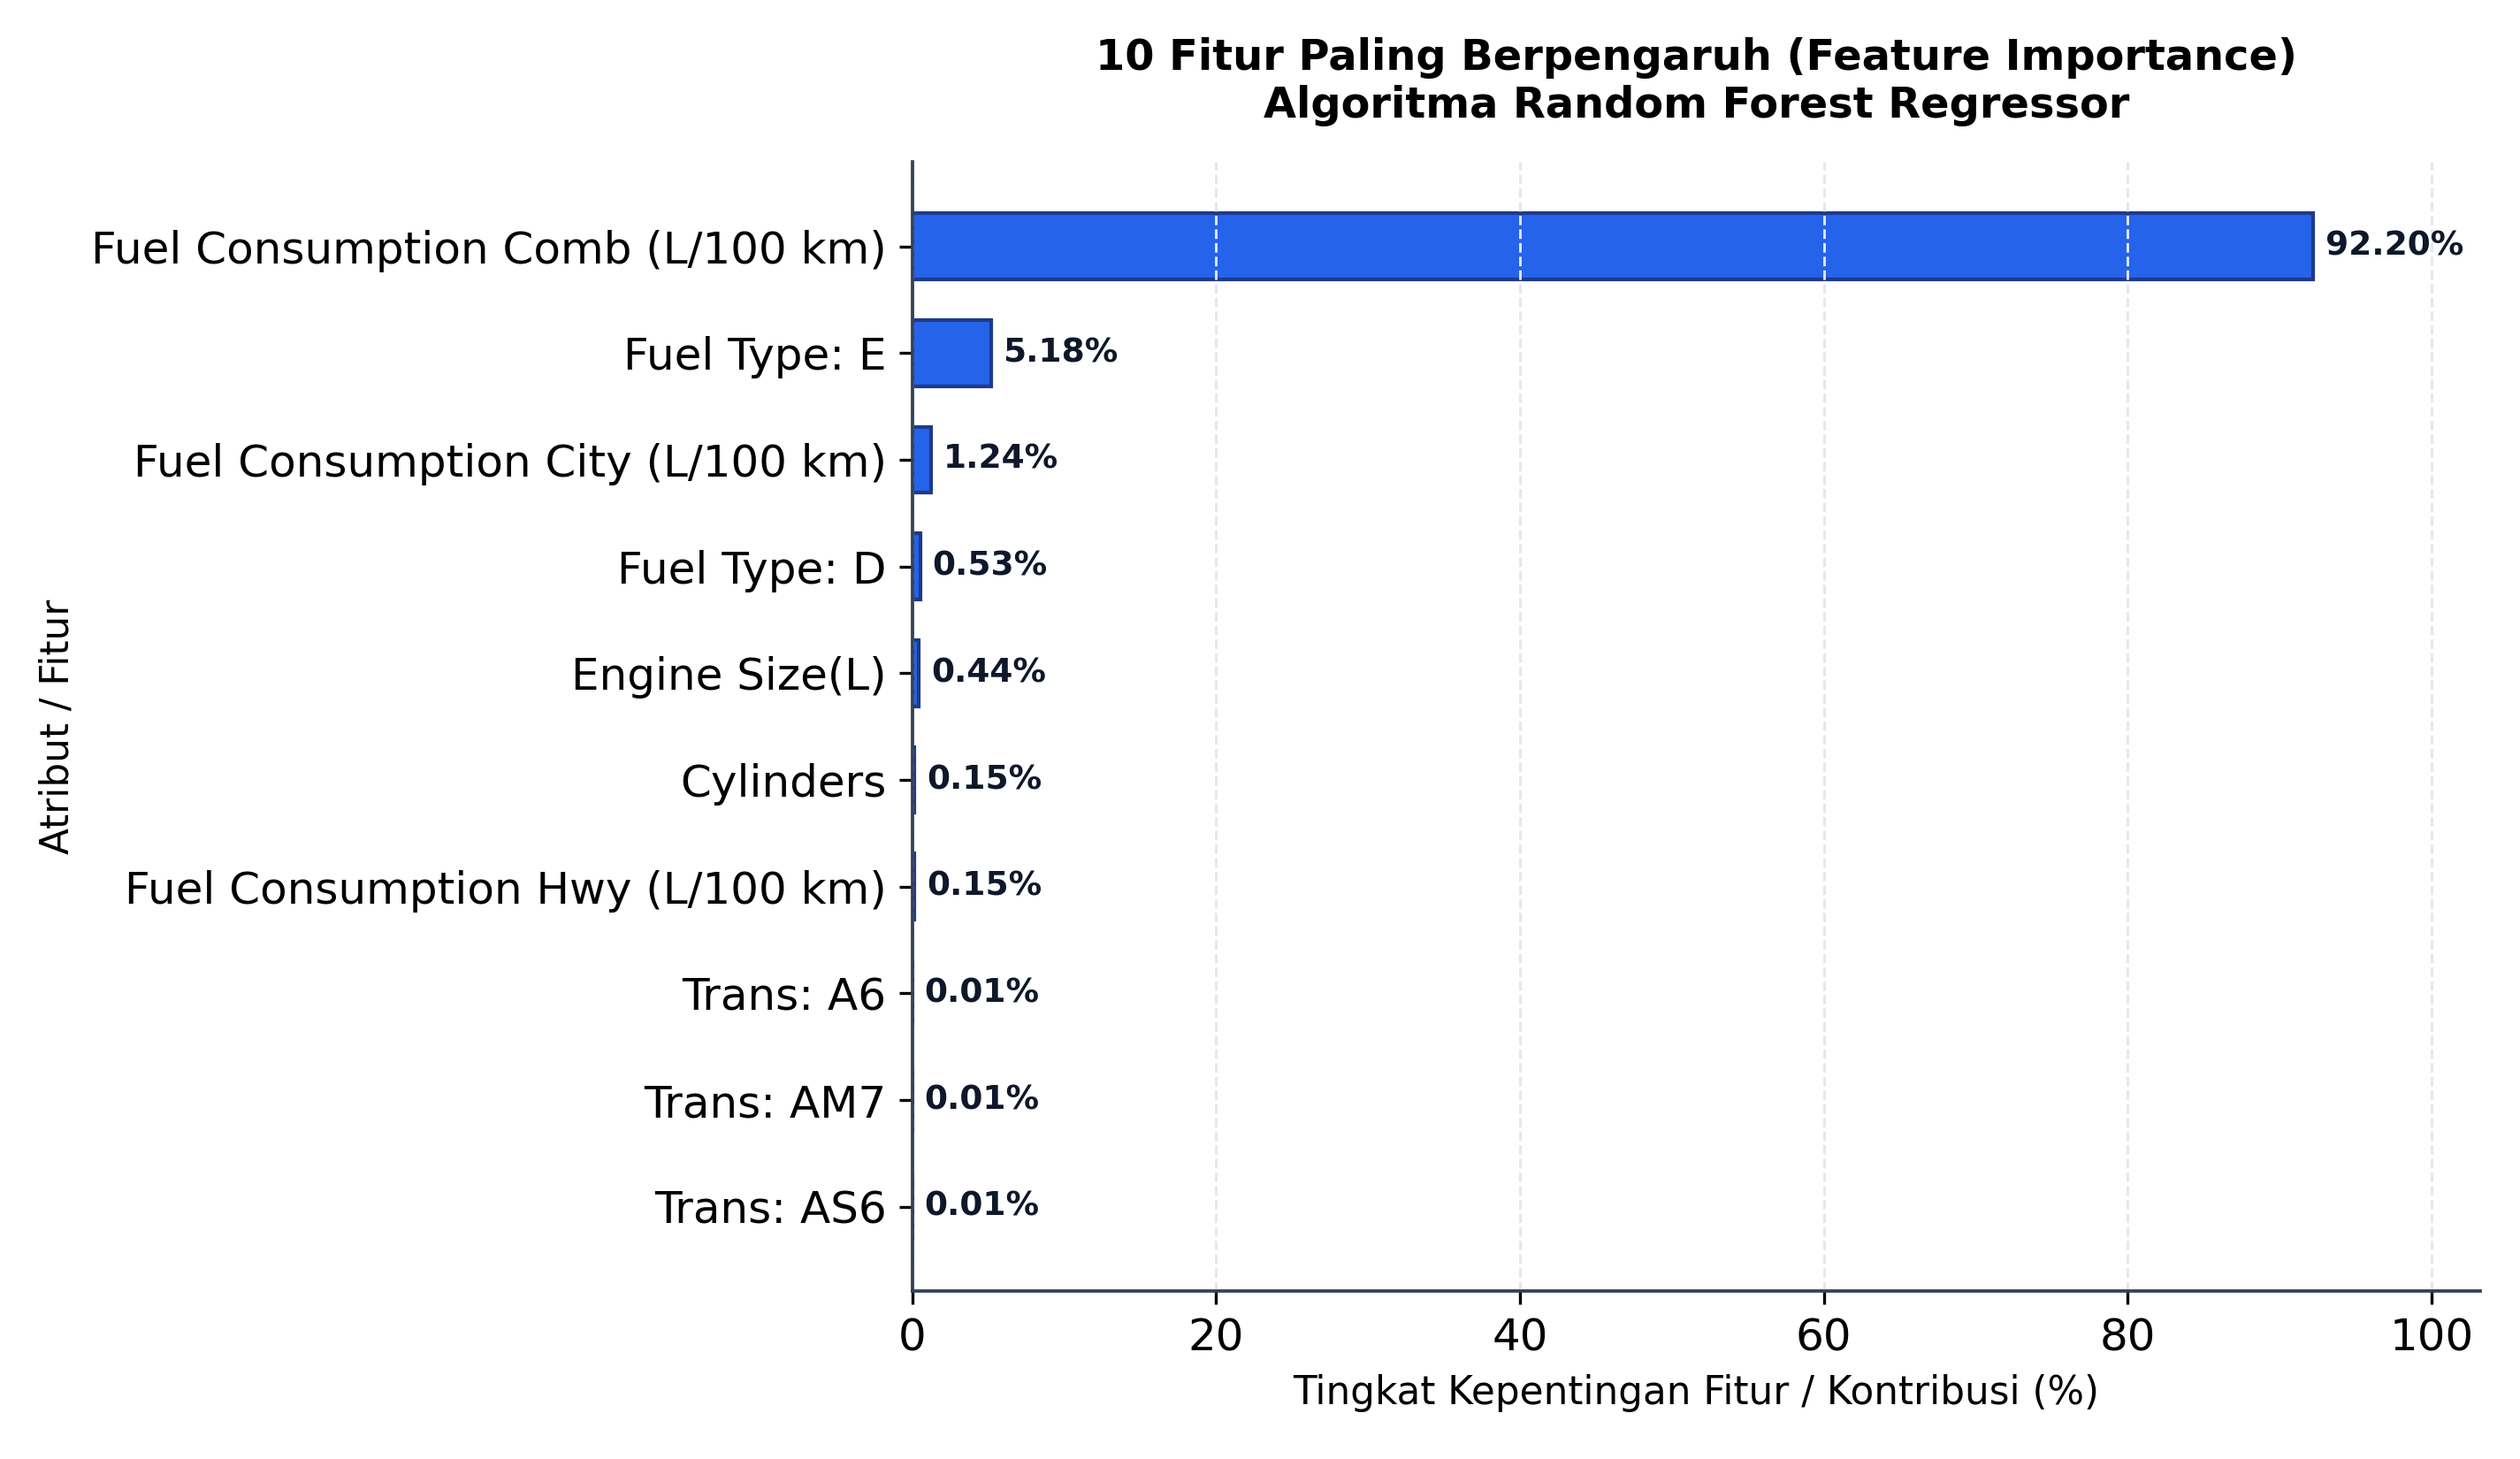 10 Fitur Paling Berpengaruh (Feature Importance)
Algoritma Random Forest Regressor
Atribut / Fitur
Fuel Consumption Comb (L/100 km) 92.20%
Fuel Type: E 5.18%
Fuel Consumption City (L/100 km) 1.24%
Fuel Type: D 0.53%
Engine Size(L) 0.44%
Cylinders 0.15%
Fuel Consumption Hwy (L/100 km) 0.15%
Trans: A6 0.01%
Trans: AM7 0.01%
Trans: AS6 0.01%
0 20 40 60 80 100
Tingkat Kepentingan Fitur / Kontribusi (%)